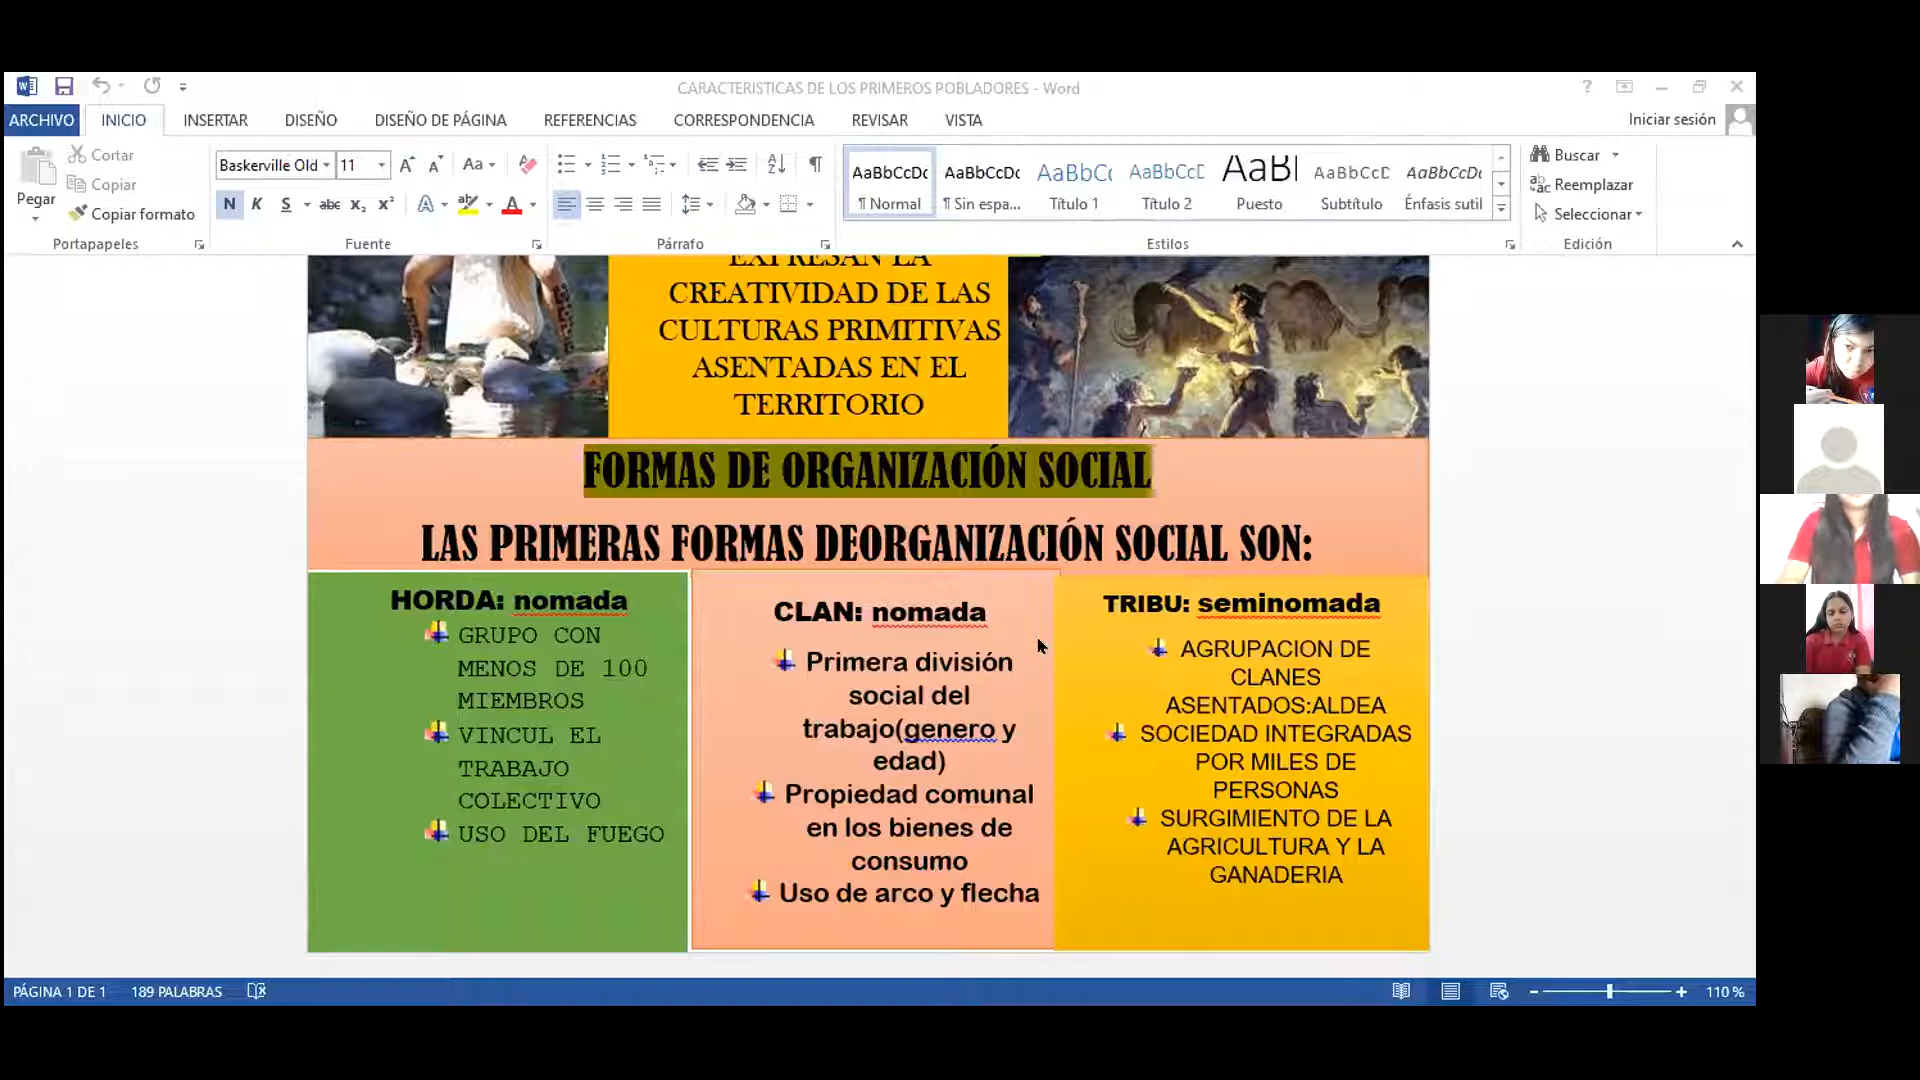 CARACTERISTICAS DE LOS PRIMEROS POBLADORES - Word
ARCHIVO INICIO INSERTAR DISEÑO DISEÑO DE PÁGINA REFERENCIAS CORRESPONDENCIA REVISAR VISTA Iniciar sesión
Pegar
Cortar
Copiar
Copiar formato
Portapapeles
Baskerville Old 11
Fuente
Párrafo
AaBbCcDc AaBbCcDc AaBbCc AaBbCcD AaBl AaBbCcD AaBbCcDc
Normal Sin espa... Título 1 Título 2 Puesto Subtítulo Énfasis sutil
Estilos
Buscar
Reemplazar
Seleccionar
Edición
EXPRESAN LA
CREATIVIDAD DE LAS
CULTURAS PRIMITIVAS
ASENTADAS EN EL
TERRITORIO
FORMAS DE ORGANIZACIÓN SOCIAL
LAS PRIMERAS FORMAS DEORGANIZACIÓN SOCIAL SON:
HORDA: nomada
GRUPO CON
MENOS DE 100
MIEMBROS
VINCUL EL
TRABAJO
COLECTIVO
USO DEL FUEGO
CLAN: nomada
Primera división
social del
trabajo(genero y
edad)
Propiedad comunal
en los bienes de
consumo
Uso de arco y flecha
TRIBU: seminomada
AGRUPACION DE
CLANES
ASENTADOS:ALDEA
SOCIEDAD INTEGRADAS
POR MILES DE
PERSONAS
SURGIMIENTO DE LA
AGRICULTURA Y LA
GANADERIA
PÁGINA 1 DE 1 189 PALABRAS 110 %